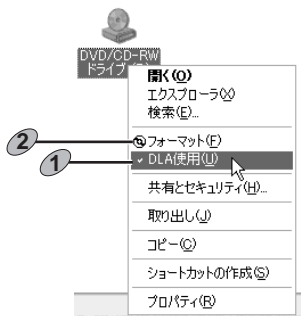 DVD/CD-RW
ドライブ
開く(O)
エクスプローラ(X)
検索(E)...
2
フォーマット(F)
1
DLA使用(U)
共有とセキュリティ(H)...
取り出し(J)
コピー(C)
ショートカットの作成(S)
プロパティ(R)